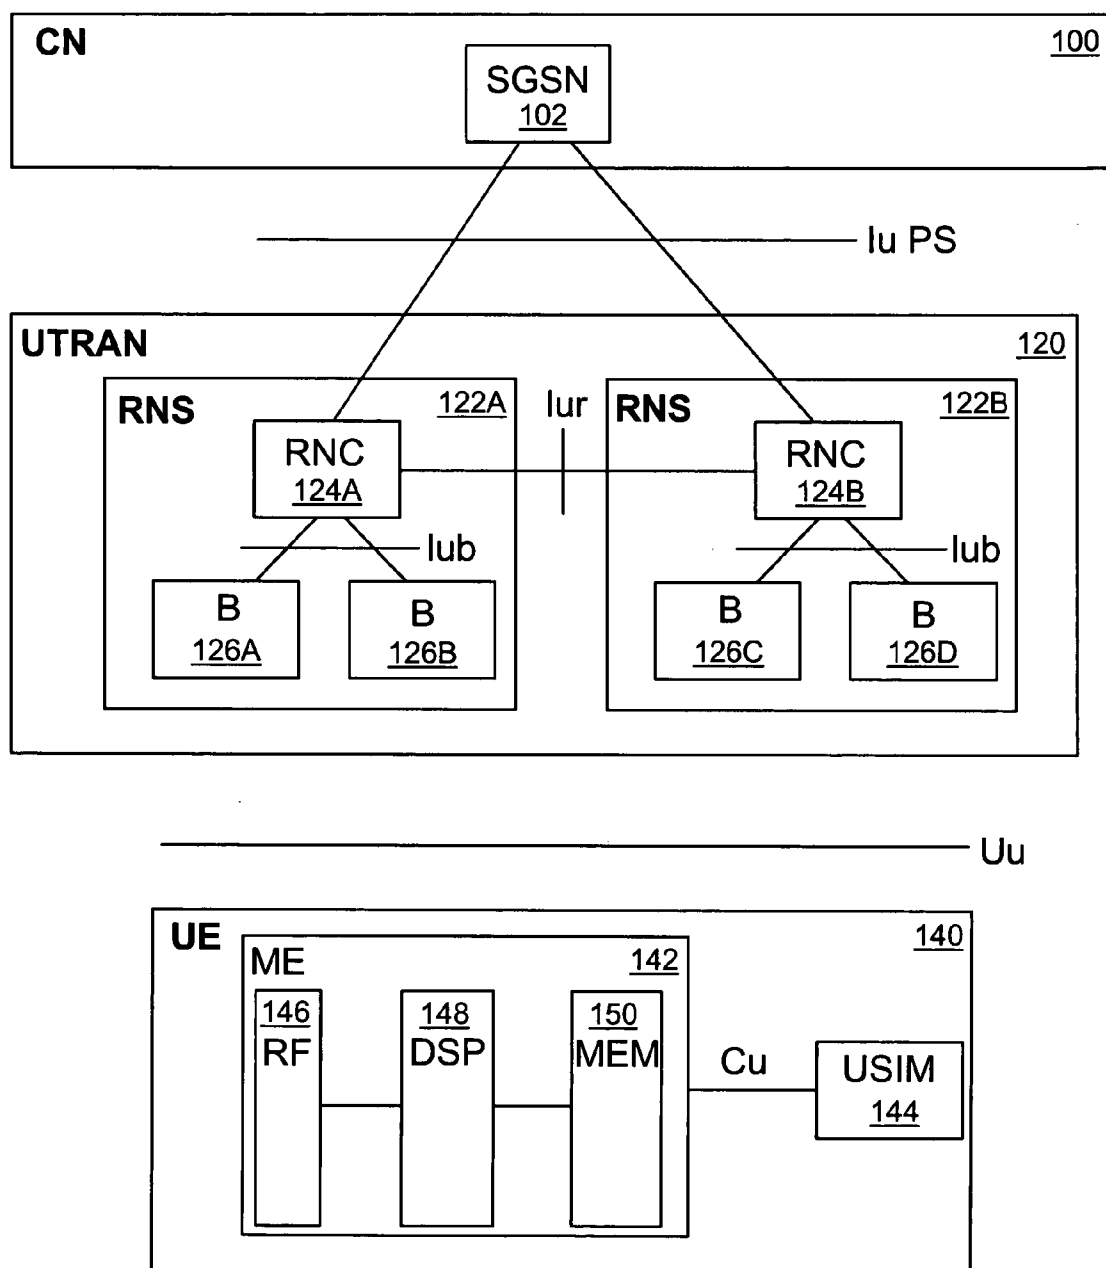 CN
100
SGSN
102
Iu PS
UTRAN
120
RNS
122A
Iur
RNS
122B
RNC
124A
RNC
124B
Iub
Iub
B
126A
B
126B
B
126C
B
126D
Uu
UE
140
ME
142
146
RF
148
DSP
150
MEM
Cu
USIM
144